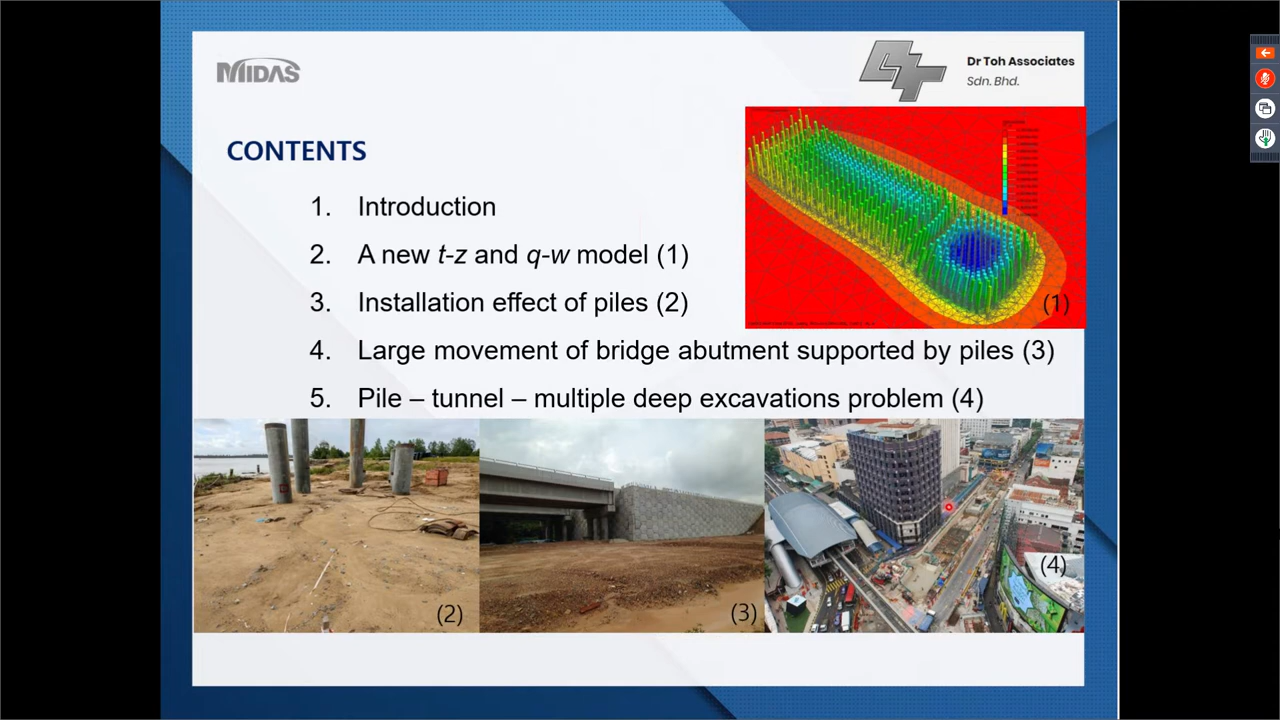 MIDAS
Dr Toh Associates
Sdn. Bhd.
CONTENTS
1. Introduction
2. A new t-z and q-w model (1)
3. Installation effect of piles (2)
4. Large movement of bridge abutment supported by piles (3)
5. Pile – tunnel – multiple deep excavations problem (4)
(1)
(2)
(3)
(4)